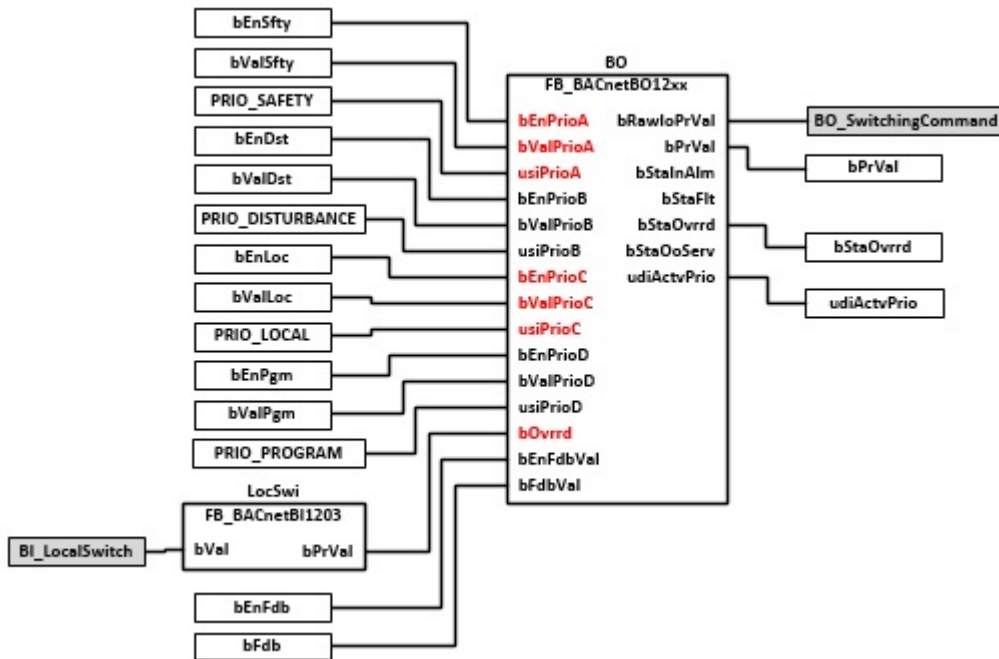 bEnSfty
bValSfty
PRIO_SAFETY
bEnDst
bValDst
PRIO_DISTURBANCE
bEnLoc
bValLoc
PRIO_LOCAL
bEnPgm
bValPgm
PRIO_PROGRAM
LocSwi
FB_BACnetBI1203
BI_LocalSwitch
bVal bPrVal
bEnFdb
bFdb
BO
FB_BACnetBO12xx
bEnPrioA bRawIoPrVal
bValPrioA bPrVal
usiPrioA bStaInAlm
bEnPrioB bStaFlt
bValPrioB bStaOvrrd
usiPrioB bStaOoServ
bEnPrioC udiActvPrio
bValPrioC
usiPrioC
bEnPrioD
bValPrioD
usiPrioD
bOvrrd
bEnFdbVal
bFdbVal
BO_SwitchingCommand
bPrVal
bStaOvrrd
udiActvPrio